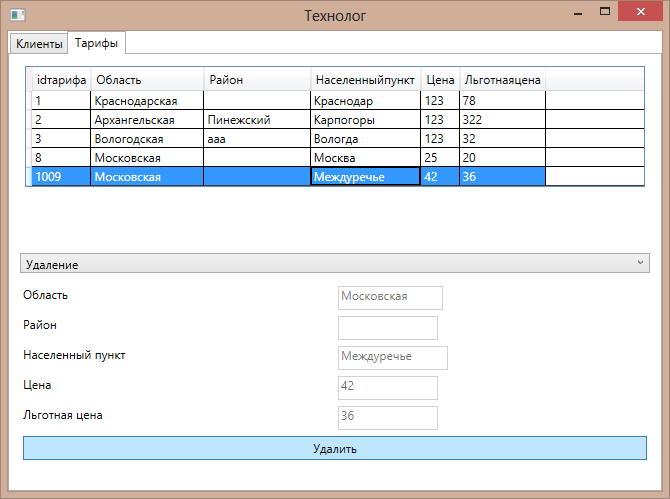 Технолог
Клиенты Тарифы
idтарифа Область Район Населенныйпункт Цена Льготнаяцена
1 Краснодарская Краснодар 123 78
2 Архангельская Пинежский Карпогоры 123 322
3 Вологодская ааа Вологда 123 32
8 Московская Москва 25 20
1009 Московская Междуречье 42 36
Удаление
Область Московская
Район
Населенный пункт Междуречье
Цена 42
Льготная цена 36
Удалить